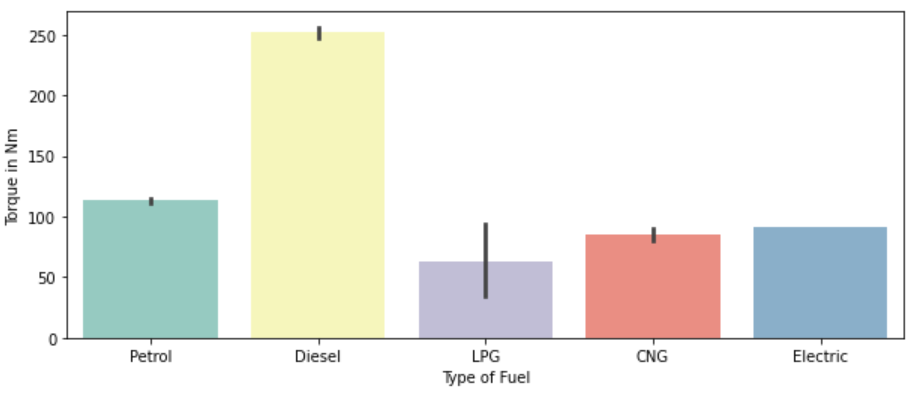 Torque in Nm
250
200
150
100
50
0
Petrol
Diesel
LPG
CNG
Electric
Type of Fuel